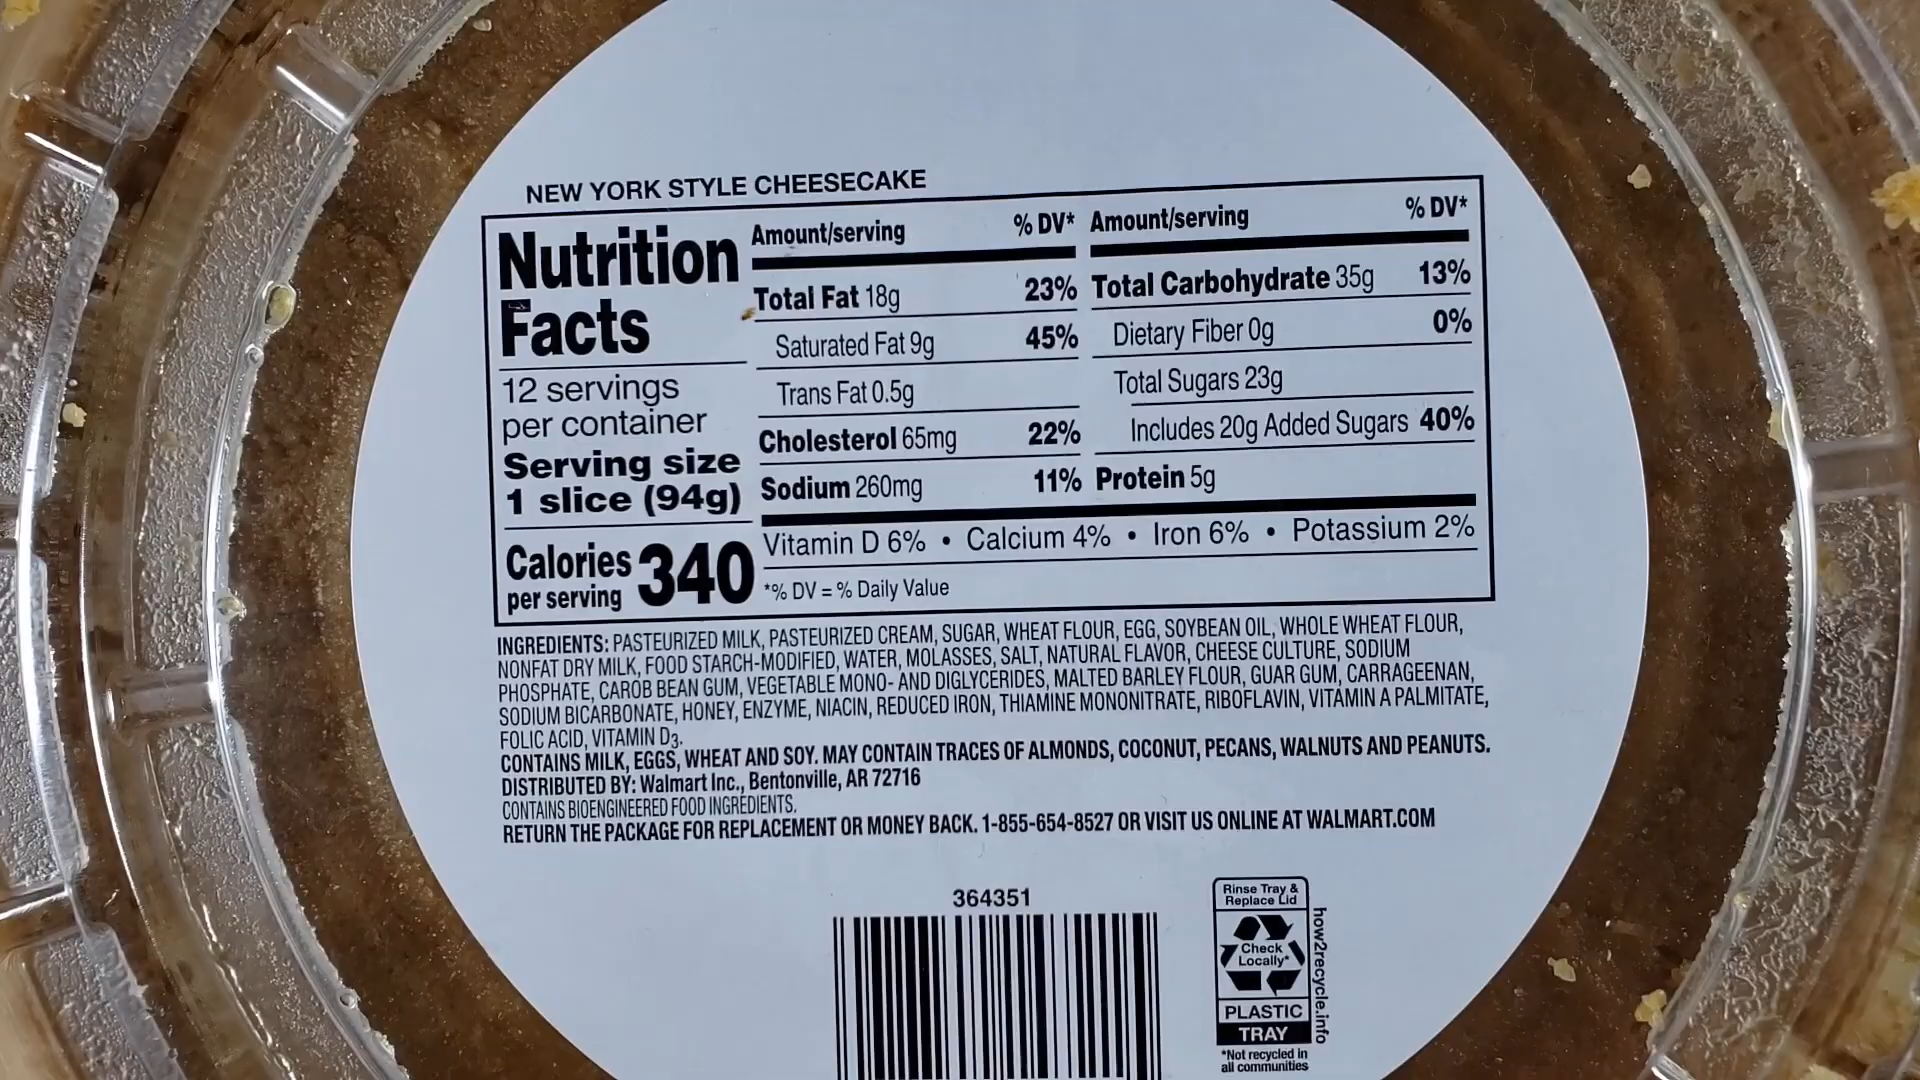 NEW YORK STYLE CHEESECAKE
Nutrition
Facts
12 servings
per container
Serving size
1 slice (94g)
Calories
per serving
340
Amount/serving % DV*
Total Fat 18g 23%
Saturated Fat 9g 45%
Trans Fat 0.5g
Cholesterol 65mg 22%
Sodium 260mg 11%
Amount/serving % DV*
Total Carbohydrate 35g 13%
Dietary Fiber 0g 0%
Total Sugars 23g
Includes 20g Added Sugars 40%
Protein 5g
Vitamin D 6% • Calcium 4% • Iron 6% • Potassium 2%
*% DV = % Daily Value
INGREDIENTS: PASTEURIZED MILK, PASTEURIZED CREAM, SUGAR, WHEAT FLOUR, EGG, SOYBEAN OIL, WHOLE WHEAT FLOUR,
NONFAT DRY MILK, FOOD STARCH-MODIFIED, WATER, MOLASSES, SALT, NATURAL FLAVOR, CHEESE CULTURE, SODIUM
PHOSPHATE, CAROB BEAN GUM, VEGETABLE MONO- AND DIGLYCERIDES, MALTED BARLEY FLOUR, GUAR GUM, CARRAGEENAN,
SODIUM BICARBONATE, HONEY, ENZYME, NIACIN, REDUCED IRON, THIAMINE MONONITRATE, RIBOFLAVIN, VITAMIN A PALMITATE,
FOLIC ACID, VITAMIN D3.
CONTAINS MILK, EGGS, WHEAT AND SOY. MAY CONTAIN TRACES OF ALMONDS, COCONUT, PECANS, WALNUTS AND PEANUTS.
DISTRIBUTED BY: Walmart Inc., Bentonville, AR 72716
CONTAINS BIOENGINEERED FOOD INGREDIENTS.
RETURN THE PACKAGE FOR REPLACEMENT OR MONEY BACK. 1-855-654-8527 OR VISIT US ONLINE AT WALMART.COM
364351
Rinse Tray &
Replace Lid
Check
Locally*
PLASTIC
TRAY
*Not recycled in
all communities
how2recycle.info